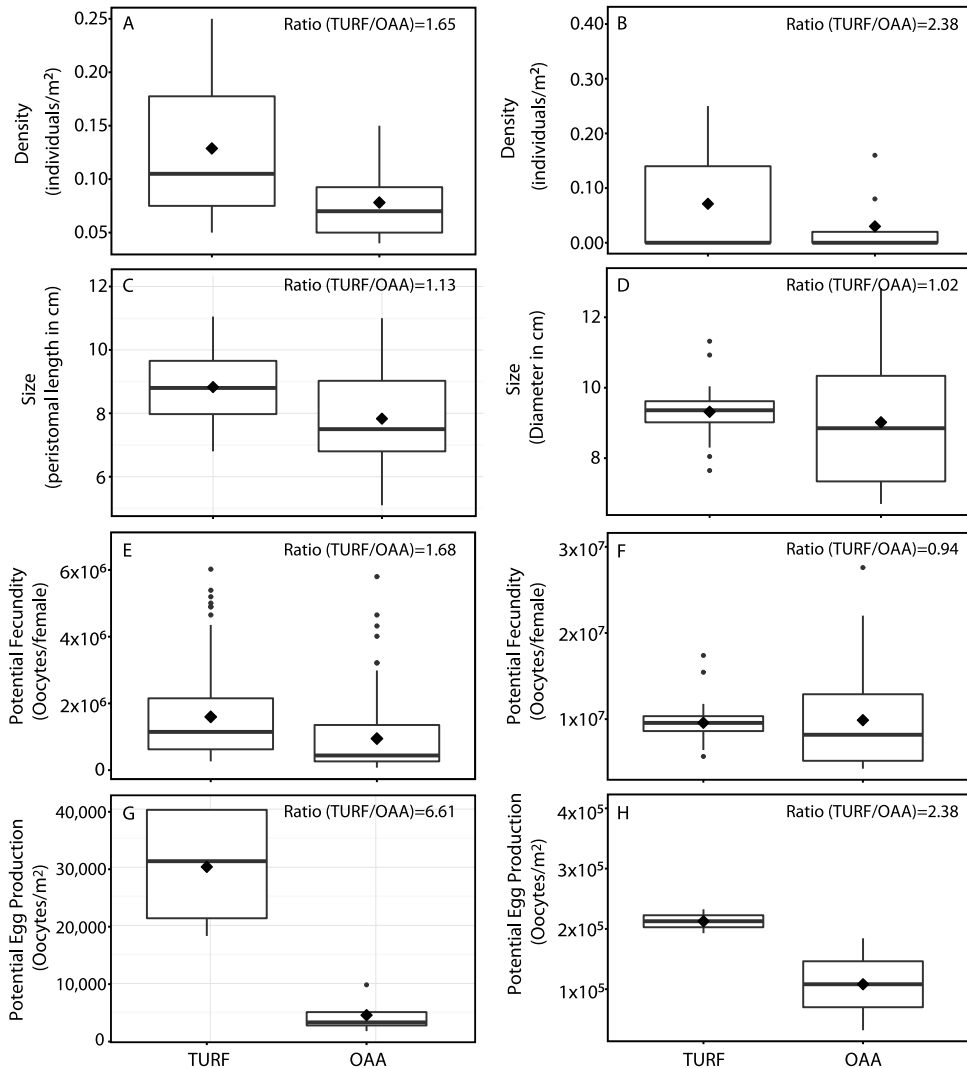 A
Ratio (TURF/OAA)=1.65
Density
(individuals/m²)
0.25
0.20
0.15
0.10
0.05
B
Ratio (TURF/OAA)=2.38
Density
(individuals/m²)
0.40
0.30
0.20
0.10
0.00
C
Ratio (TURF/OAA)=1.13
Size
(peristomal length in cm)
12
10
8
6
D
Ratio (TURF/OAA)=1.02
Size
(Diameter in cm)
12
10
8
E
Ratio (TURF/OAA)=1.68
Potential Fecundity
(Oocytes/female)
6x10⁶
4x10⁶
2x10⁶
0
F
Ratio (TURF/OAA)=0.94
Potential Fecundity
(Oocytes/female)
3x10⁷
2x10⁷
1x10⁷
G
Ratio (TURF/OAA)=6.61
Potential Egg Production
(Oocytes/m²)
40,000
30,000
20,000
10,000
0
TURF
OAA
H
Ratio (TURF/OAA)=2.38
Potential Egg Production
(Oocytes/m²)
4x10⁵
3x10⁵
2x10⁵
1x10⁵
TURF
OAA